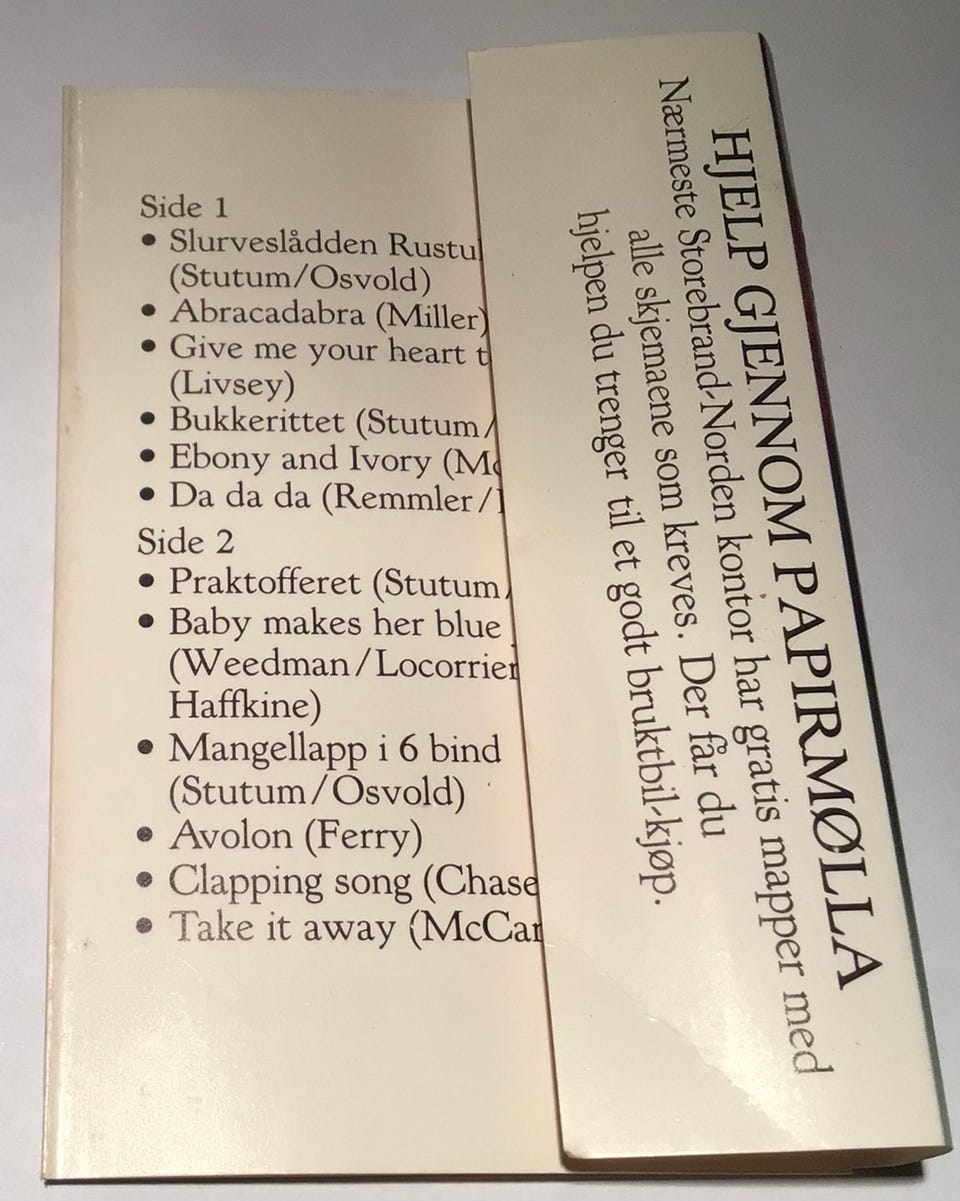 Side 1
• Slurveslådden Rustu
(Stutum/Osvold)
• Abracadabra (Miller)
• Give me your heart t
(Livsey)
• Bukkerittet (Stutum/
• Ebony and Ivory (Mc
• Da da da (Remmler/
Side 2
• Praktofferet (Stutum/
• Baby makes her blue
(Weedman/Locorrier
Haffkine)
• Mangellapp i 6 bind
(Stutum/Osvold)
• Avolon (Ferry)
• Clapping song (Chase
• Take it away (McCar
HJELP GJENNOM PAPIRMØLLA
Nærmeste Storebrand-Norden kontor har gratis mapper med
alle skjemaene som kreves. Der får du
hjelpen du trenger til et godt bruktbil-kjøp.